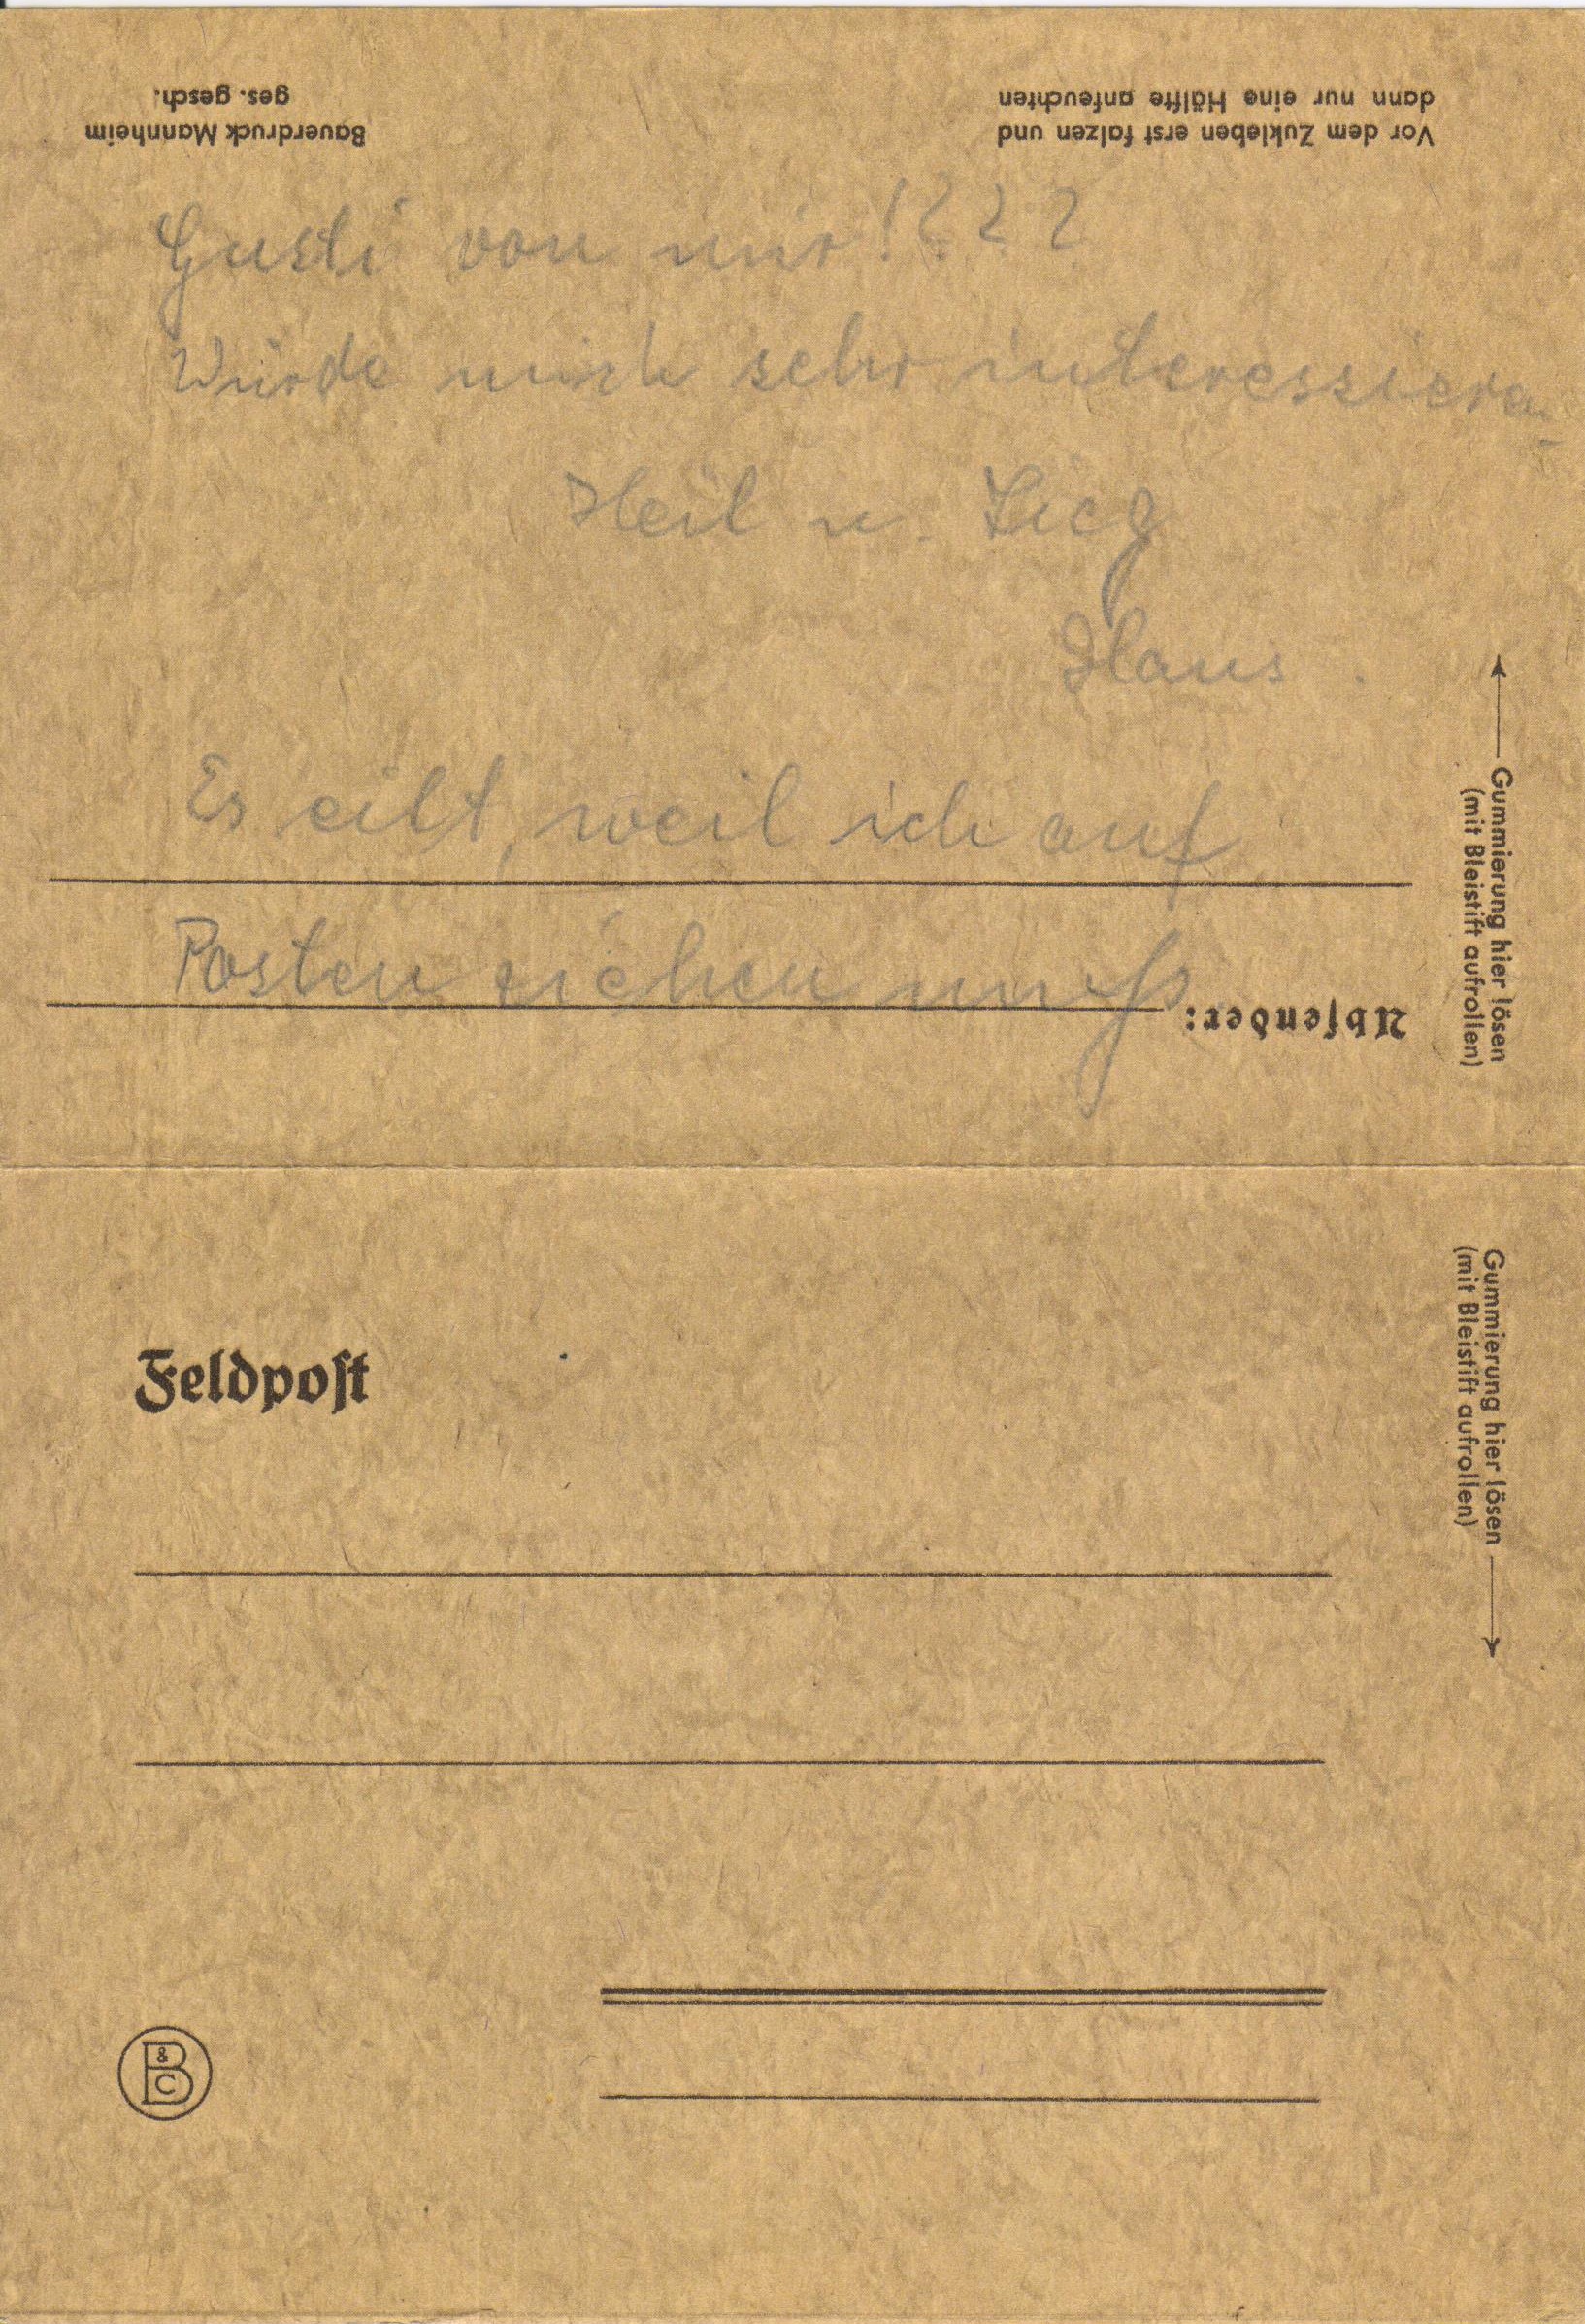 Bauerdruck Mannheim
ges. gesch.
Vor dem Zukleben erst falzen und
dann nur eine Hälfte anfeuchten
Gusti von mir!???
Würde mich sehr interessieren.
Heil u. Sieg
Hans.
Es eilt, weil ich auf
Posten ziehen muß
Absender:
Gummierung hier lösen
(mit Bleistift aufrollen)
Feldpost
Gummierung hier lösen
(mit Bleistift aufrollen)
B & C